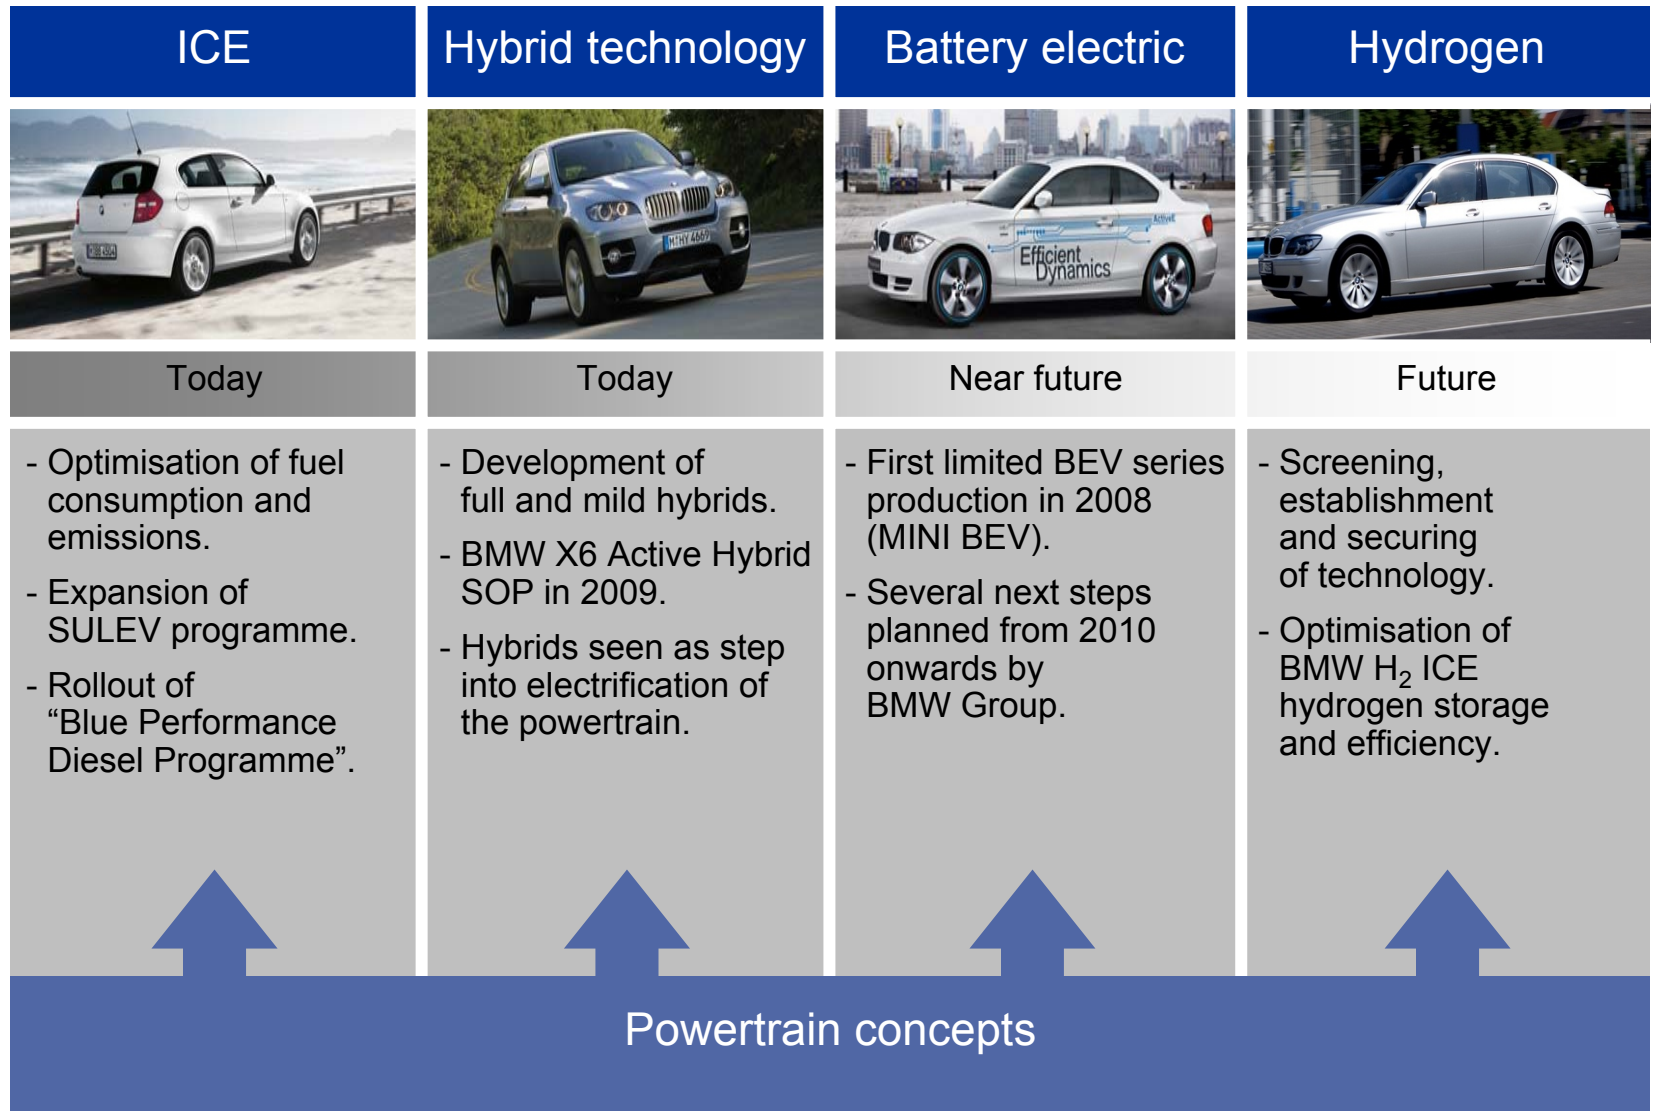 ICE
Hybrid technology
Battery electric
Hydrogen
M HY 4669
ActiveE
Efficient
Dynamics
Today
Today
Near future
Future
- Optimisation of fuel
consumption and
emissions.
- Expansion of
SULEV programme.
- Rollout of
“Blue Performance
Diesel Programme”.
- Development of
full and mild hybrids.
- BMW X6 Active Hybrid
SOP in 2009.
- Hybrids seen as step
into electrification of
the powertrain.
- First limited BEV series
production in 2008
(MINI BEV).
- Several next steps
planned from 2010
onwards by
BMW Group.
- Screening,
establishment
and securing
of technology.
- Optimisation of
BMW H₂ ICE
hydrogen storage
and efficiency.
Powertrain concepts